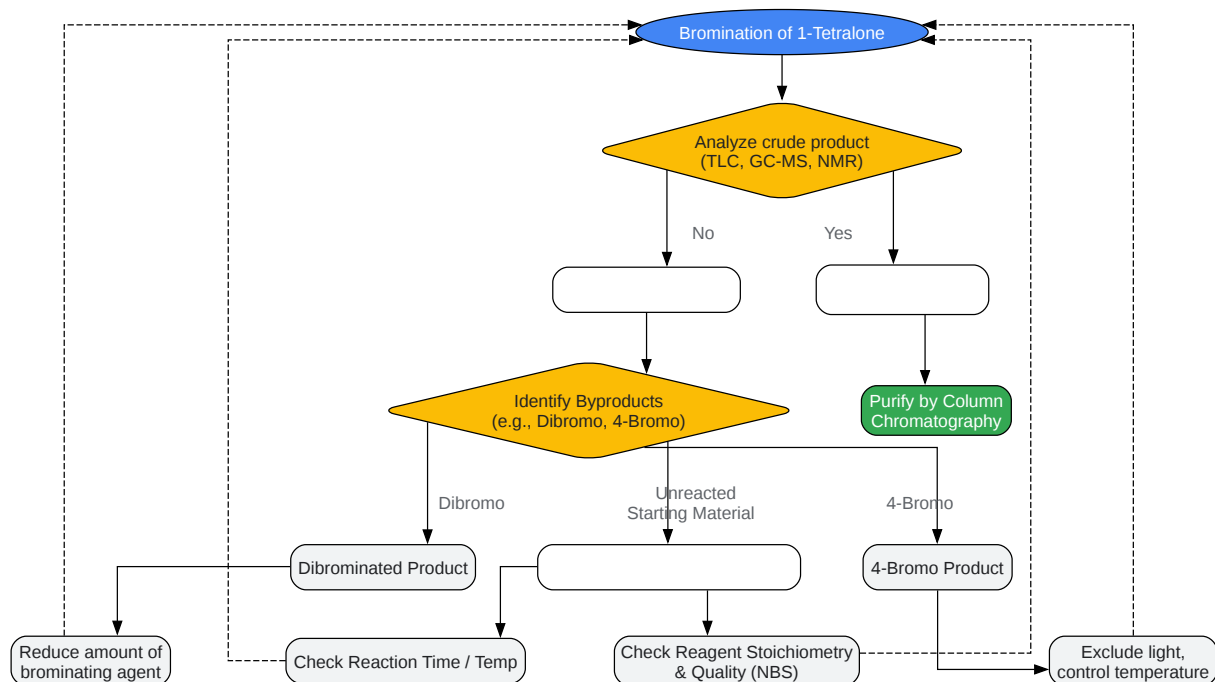 Bromination of 1-Tetralone
Analyze crude product
(TLC, GC-MS, NMR)
No
Yes
Identify Byproducts
(e.g., Dibromo, 4-Bromo)
Purify by Column
Chromatography
Dibromo
Unreacted
Starting Material
4-Bromo
Dibrominated Product
4-Bromo Product
Reduce amount of
brominating agent
Check Reaction Time / Temp
Check Reagent Stoichiometry
& Quality (NBS)
Exclude light,
control temperature